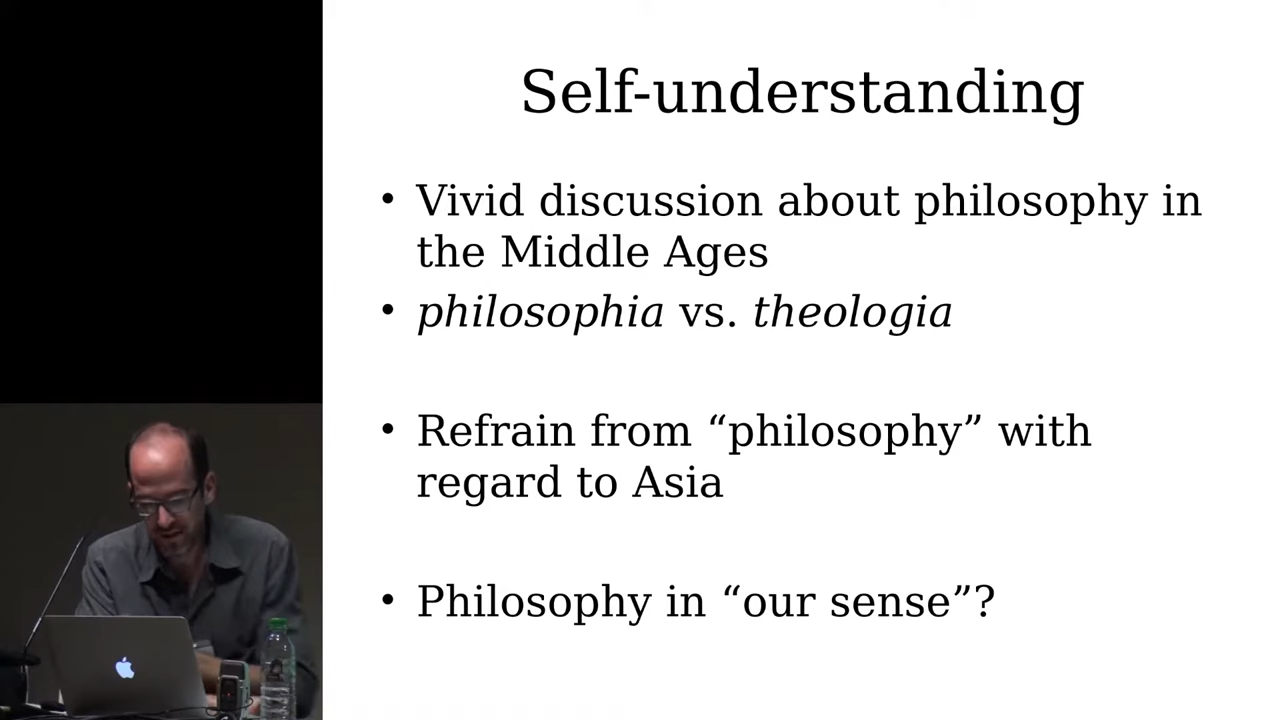 Self-understanding
• Vivid discussion about philosophy in
the Middle Ages
• philosophia vs. theologia
• Refrain from “philosophy” with
regard to Asia
• Philosophy in “our sense”?